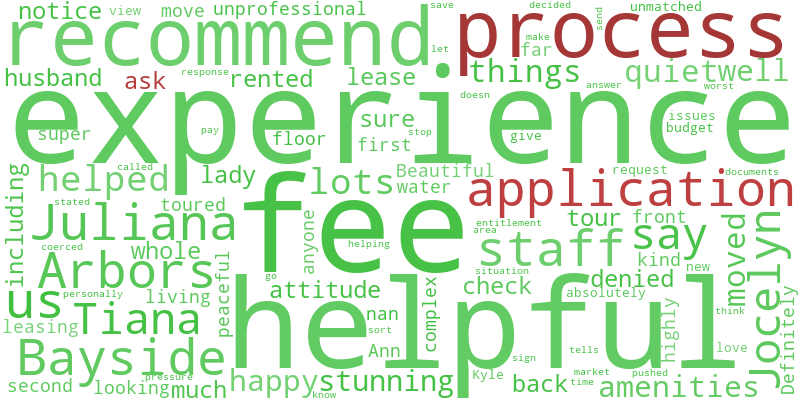 notice
view
move
unprofessional
save
decided
send
unmatched
recommend
process
let
make
far
husband
ask
response
rented
lease
things
quiet
well
doesn
answer
worst
experience
super
pay
floor
sure
first
stop
give
issues
budget
called
helped
lady
lots
Beautiful
water
request
documents
application
including
stated
toured
fee
Juliana
anyone
entitlement
tour
front
area
staff
say
moved
Jocelyn
coerced
whole
helping
Arbors
peaceful
go
kind
us
personally
living
attitude
complex
check
situation
denied
new
absolutely
Definitely
helpful
leasing
Tiana
nan
sort
highly
think
Bayside
Ann
sign
tells
love
second
looking
pressure
much
happy
stunning
know
Kyle
back
market
time
pushed
amenities